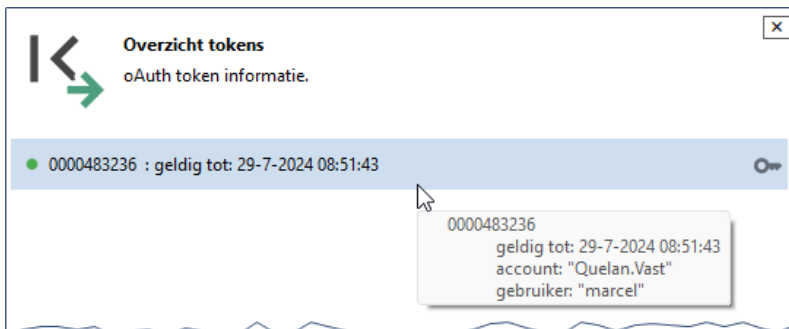 Overzicht tokens
oAuth token informatie.
0000483236 : geldig tot: 29-7-2024 08:51:43
0000483236
geldig tot: 29-7-2024 08:51:43
account: "Quelan.Vast"
gebruiker: "marcel"